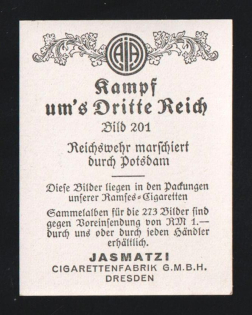 AJA
Kampf
um's Dritte Reich
Bild 201
Reichswehr marschiert
durch Potsdam
Diese Bilder liegen in den Packungen
unserer Ramses-Cigaretten
Sammelalben für die 273 Bilder sind
gegen Voreinsendung von RM 1.—
durch uns oder durch jeden Händler
erhältlich.
JASMATZI
CIGARETTENFABRIK G.M.B.H.
DRESDEN